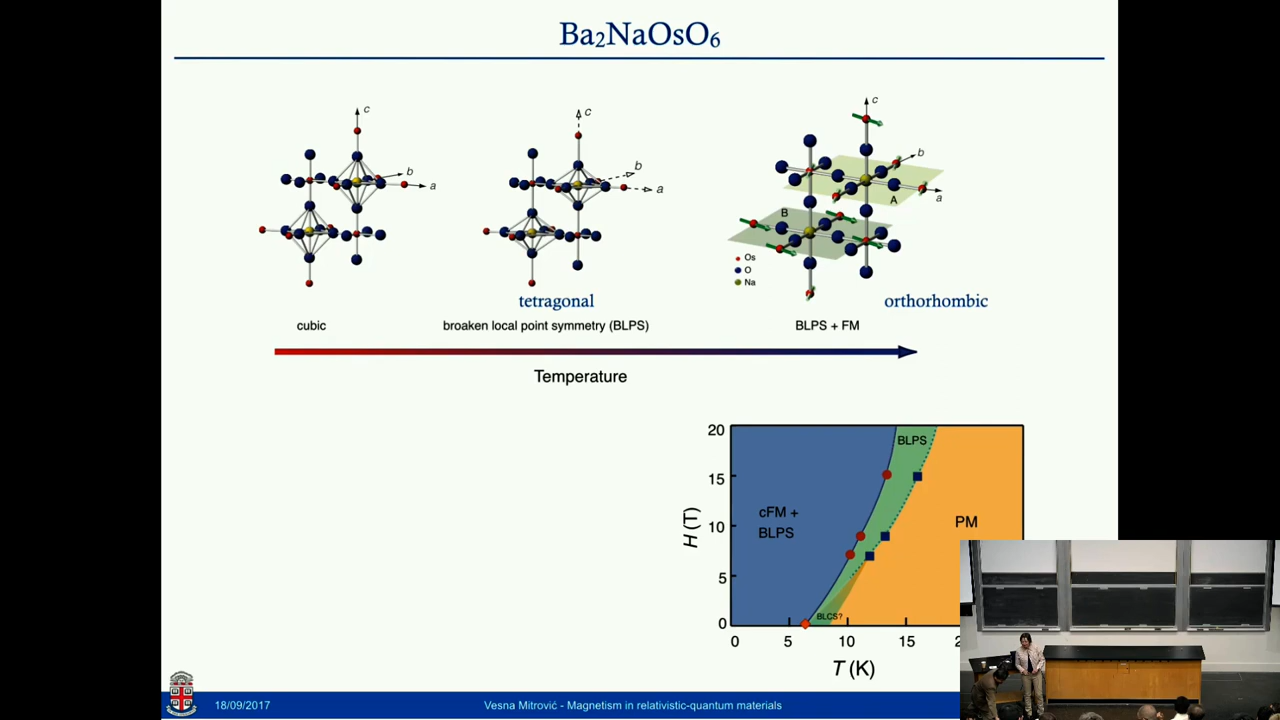 Ba₂NaOsO₆
c
b
a
c
b
a
c
b
a
A
B
Os
O
Na
tetragonal
orthorhombic
cubic
broaken local point symmetry (BLPS)
BLPS + FM
Temperature
20
15
10
5
0
H (T)
BLPS
cFM +
BLPS
PM
BLCS?
0
5
10
15
2
T (K)
18/09/2017
Vesna Mitrović - Magnetism in relativistic-quantum materials